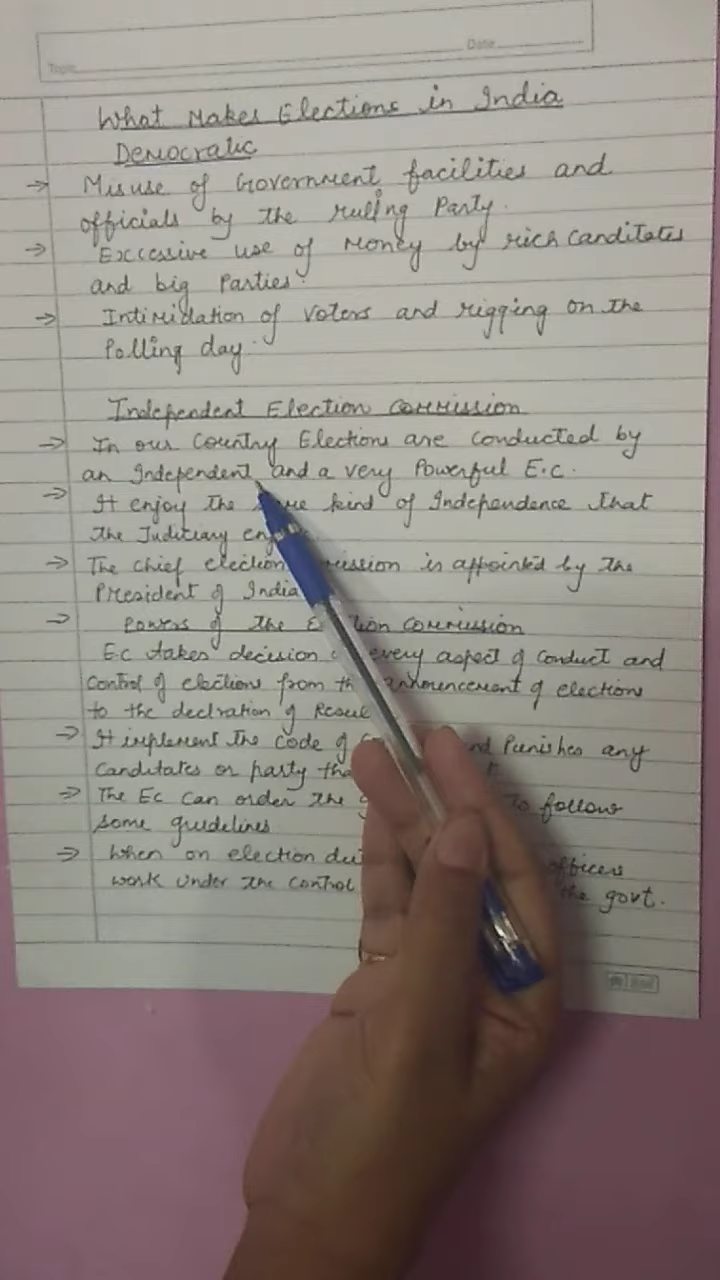 Topic
Date
What Makes Elections in India
Democratic
→ Misuse of Government facilities and
officials by the ruling Party.
→ Exccessive use of Money by rich canditates
and big Parties.
→ Intimidation of voters and rigging on the
Polling day.
Independent Election Commission
→ In our Country Elections are conducted by
an Independent and a very Powerful E.C.
→ It enjoy the kind of Independence that
the Judiciary
→ The chief election is appointed by the
President of India
→ Powers of the commission
E.C takes decision every aspect of conduct and
Control of elections from announcement of elections
to the declration of
→ It implement the code of Punishes any
Canditates or party
→ The EC can order the to follow
some guidelines
→ When on election officers
work under the control the govt.